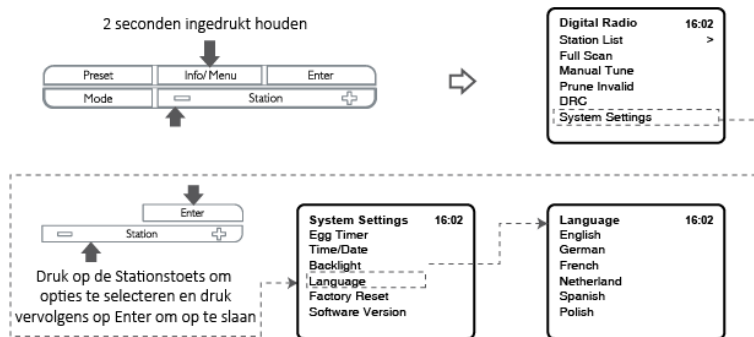 2 seconden ingedrukt houden
Preset Info/ Menu Enter
Mode Station
Digital Radio 16:02
Station List >
Full Scan
Manual Tune
Prune Invalid
DRC
System Settings
Enter
Station
Druk op de Stationstoets om
opties te selecteren en druk
vervolgens op Enter om op te slaan
System Settings 16:02
Egg Timer
Time/Date
Backlight
Language
Factory Reset
Software Version
Language 16:02
English
German
French
Netherland
Spanish
Polish